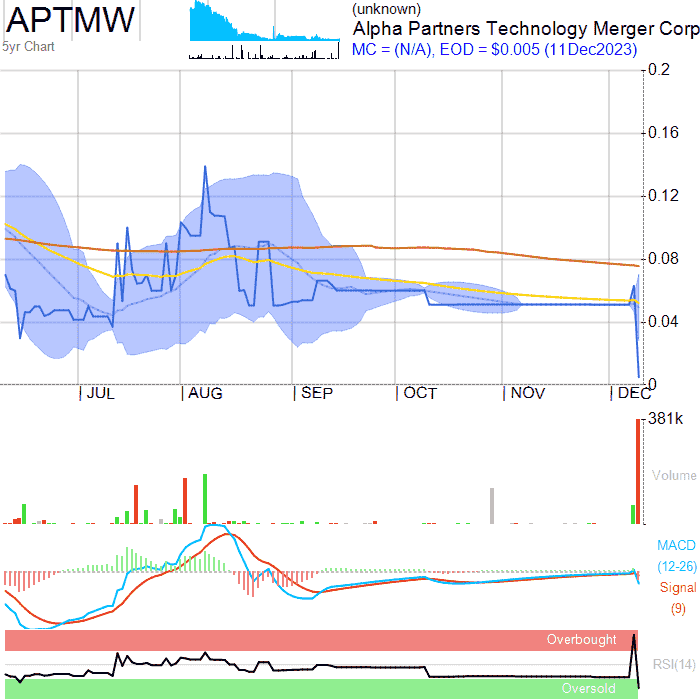 APTMW
5yr Chart
(unknown)
Alpha Partners Technology Merger Corp
MC = (N/A), EOD = $0.005 (11Dec2023)
0.2
0.16
0.12
0.08
0.04
0
JUL AUG SEP OCT NOV DEC
381k
Volume
MACD
(12-26)
Signal
(9)
Overbought
RSI(14)
Oversold